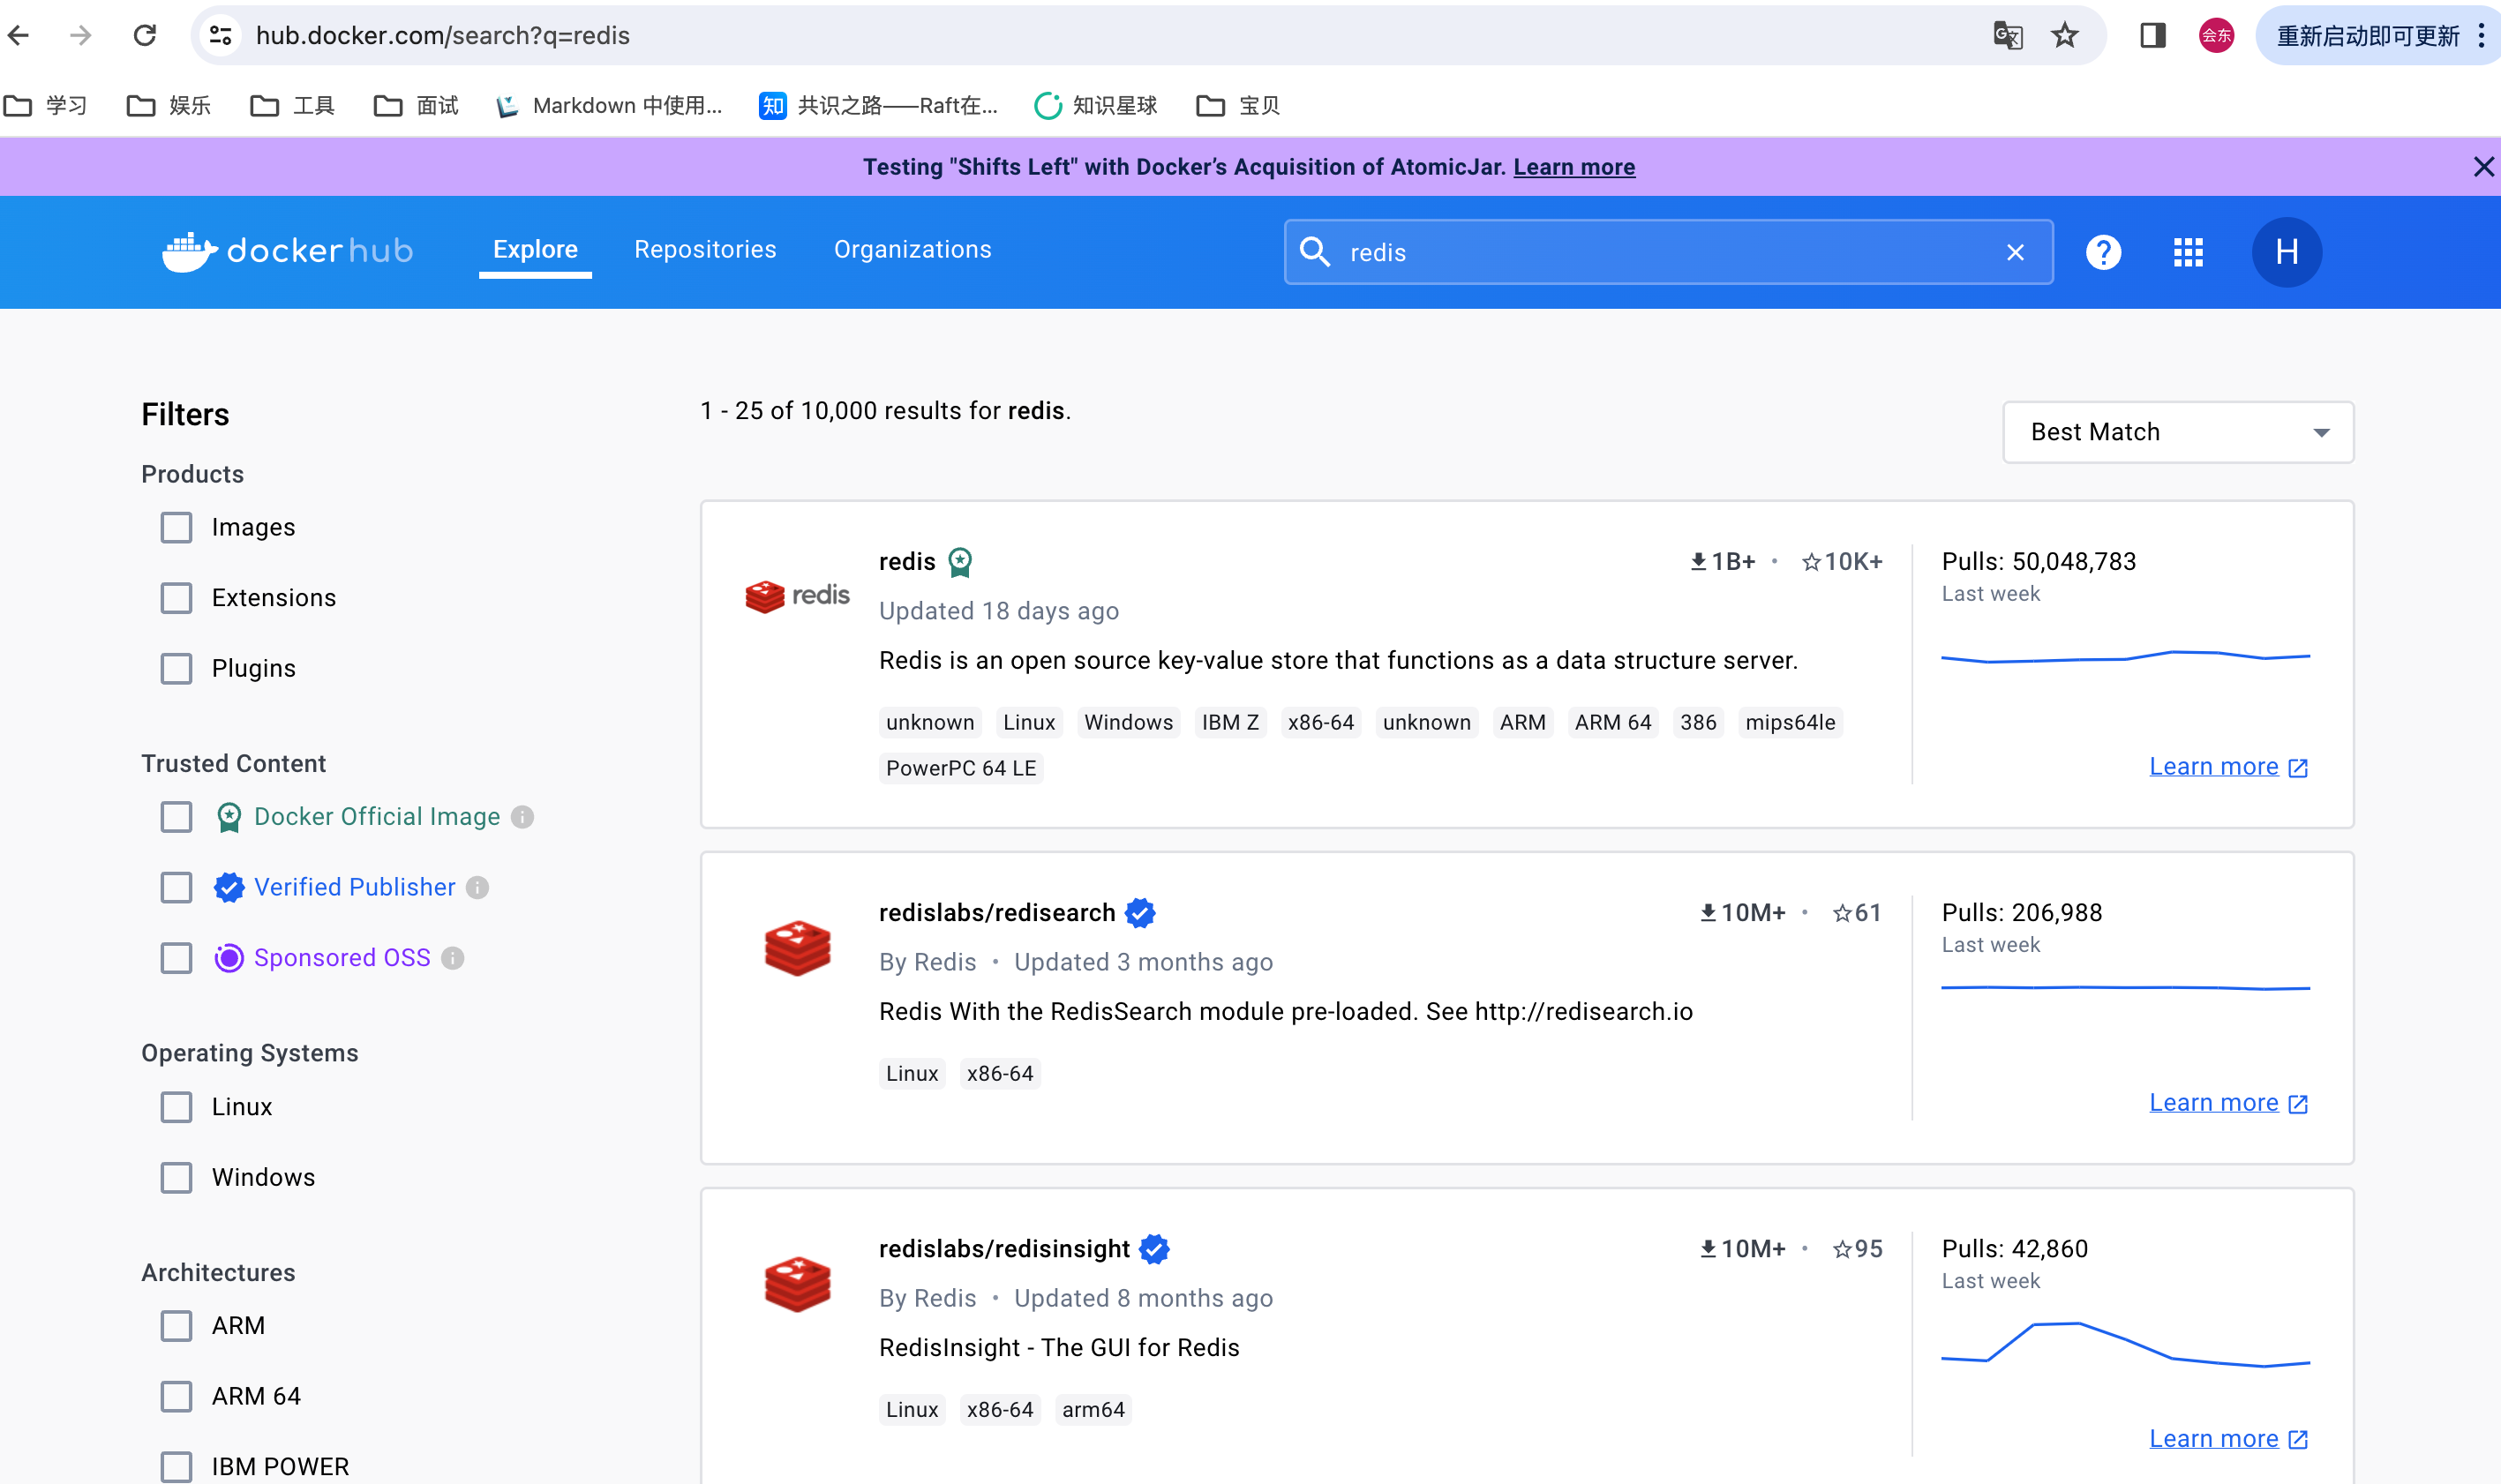 hub.docker.com/search?q=redis
会东
重新启动即可更新
学习
娱乐
工具
面试
Markdown 中使用...
知
共识之路——Raft在...
知识星球
宝贝
Testing "Shifts Left" with Docker’s Acquisition of AtomicJar. Learn more
dockerhub
Explore
Repositories
Organizations
redis
H
Filters
Products
Images
Extensions
Plugins
Trusted Content
Docker Official Image
Verified Publisher
Sponsored OSS
Operating Systems
Linux
Windows
Architectures
ARM
ARM 64
IBM POWER
1 - 25 of 10,000 results for redis.
Best Match
redis
redis
1B+ • 10K+
Updated 18 days ago
Redis is an open source key-value store that functions as a data structure server.
unknown Linux Windows IBM Z x86-64 unknown ARM ARM 64 386 mips64le
PowerPC 64 LE
Pulls: 50,048,783
Last week
Learn more
redislabs/redisearch
10M+ • 61
By Redis • Updated 3 months ago
Redis With the RedisSearch module pre-loaded. See http://redisearch.io
Linux x86-64
Pulls: 206,988
Last week
Learn more
redislabs/redisinsight
10M+ • 95
By Redis • Updated 8 months ago
RedisInsight - The GUI for Redis
Linux x86-64 arm64
Pulls: 42,860
Last week
Learn more